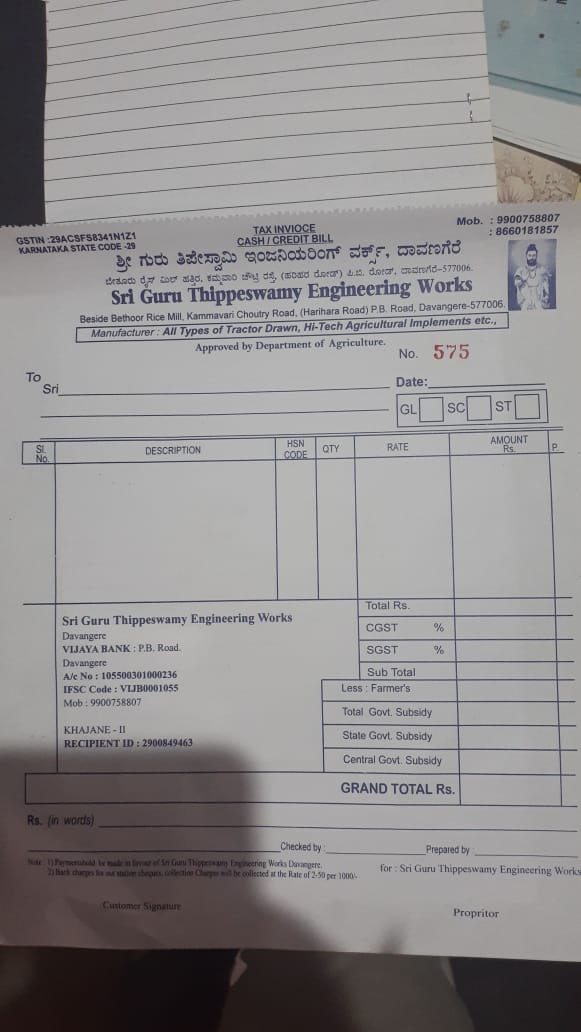 GSTIN :29ACSFS8341N1Z1
KARNATAKA STATE CODE -29
TAX INVIOCE
CASH / CREDIT BILL
Mob. : 9900758807
: 8660181857
ಶ್ರೀ ಗುರು ತಿಪೇಸ್ವಾಮಿ ಇಂಜನಿಯರಿಂಗ್ ವರ್ಕ್ಸ್, ದಾವಣಗೆರೆ
ಬೇತೂರು ರೈಸ್ ಮಿಲ್ ಹತ್ತಿರ, ಕಮ್ಮವಾರಿ ಚೌಟ್ರಿ ರಸ್ತೆ, (ಹರಿಹರ ರೋಡ್) ಪಿ.ಬಿ. ರೋಡ್, ದಾವಣಗೆರೆ-577006.
Sri Guru Thippeswamy Engineering Works
Beside Bethoor Rice Mill, Kammavari Choutry Road, (Harihara Road) P.B. Road, Davangere-577006.
Manufacturer : All Types of Tractor Drawn, Hi-Tech Agricultural Implements etc.,
Approved by Department of Agriculture.
No. 575
To
Sri
Date:
GL SC ST
Sl. No. DESCRIPTION HSN CODE QTY RATE AMOUNT Rs. P.
Sri Guru Thippeswamy Engineering Works
Davangere
VIJAYA BANK : P.B. Road.
Davangere
A/c No : 105500301000236
IFSC Code : VIJB0001055
Mob : 9900758807
KHAJANE - II
RECIPIENT ID : 2900849463
Total Rs.
CGST %
SGST %
Sub Total
Less : Farmer's
Total Govt. Subsidy
State Govt. Subsidy
Central Govt. Subsidy
GRAND TOTAL Rs.
Rs. (in words)
Checked by : Prepared by :
Note : 1) Paymentshold be made in favour of Sri Guru Thippeswamy Engineering Works Davangere.
2) Bank charges for out station cheques, collection Charges will be collected at the Rate of 2-50 per 1000/-
for : Sri Guru Thippeswamy Engineering Works
Customer Signature
Propritor